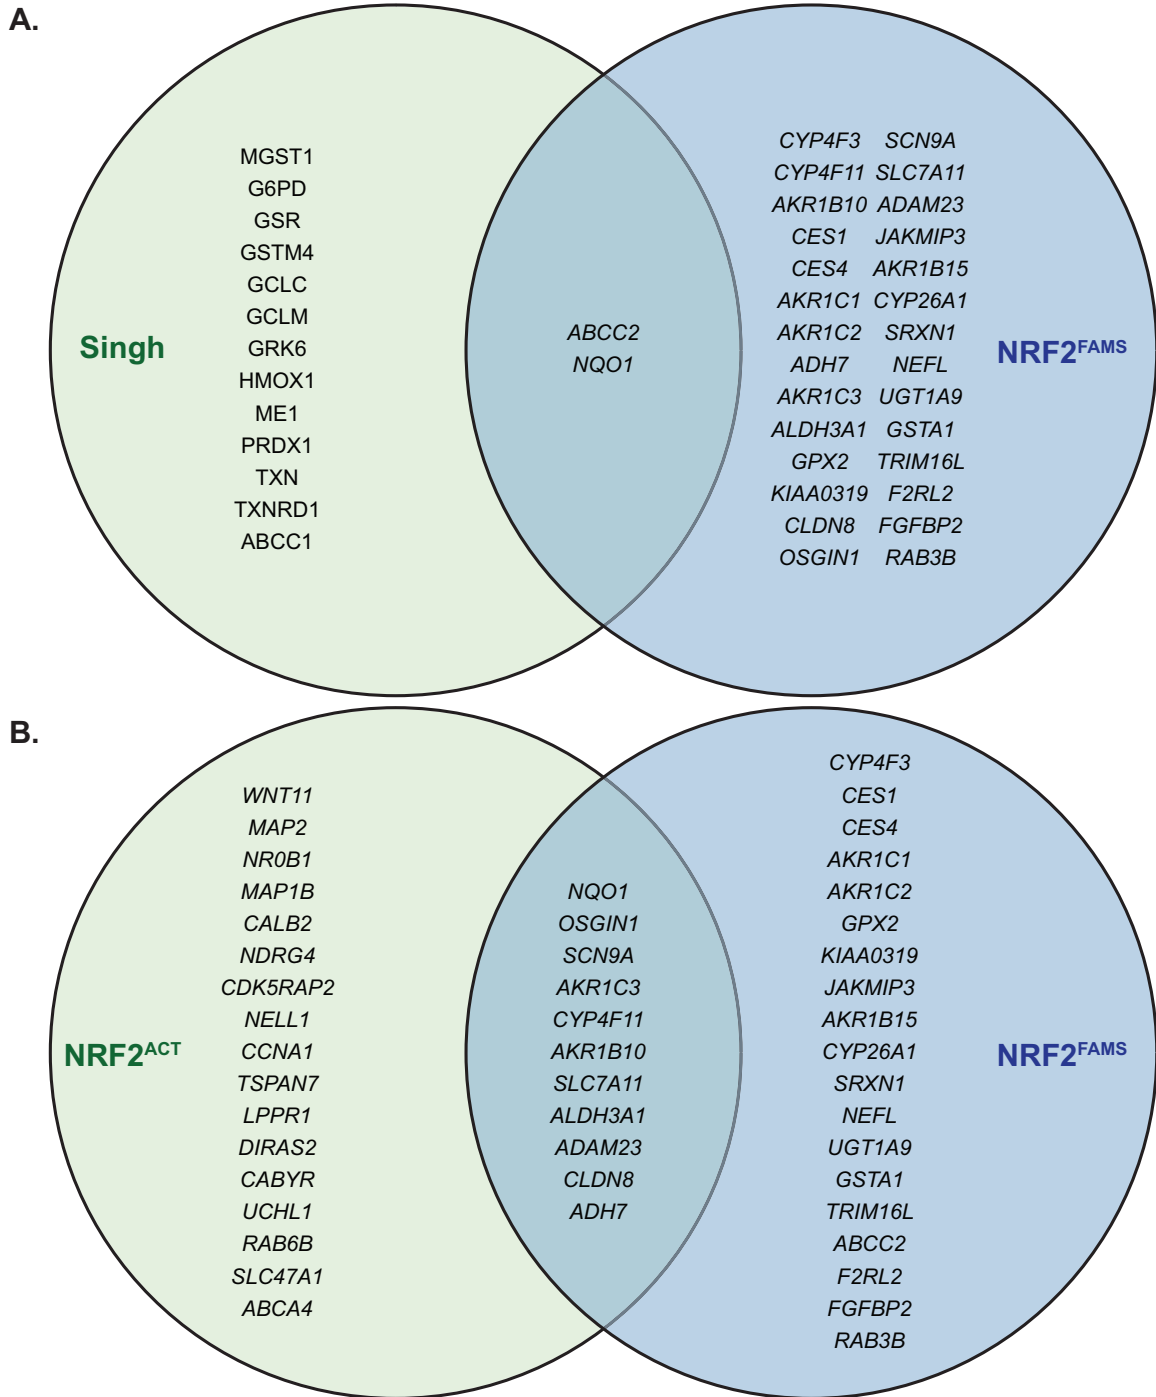 A.
MGST1
G6PD
GSR
GSTM4
GCLC
GCLM
GRK6
HMOX1
ME1
PRDX1
TXN
TXNRD1
ABCC1
Singh
ABCC2
NQO1
CYP4F3 SCN9A
CYP4F11 SLC7A11
AKR1B10 ADAM23
CES1 JAKMIP3
CES4 AKR1B15
AKR1C1 CYP26A1
AKR1C2 SRXN1
ADH7 NEFL
AKR1C3 UGT1A9
ALDH3A1 GSTA1
GPX2 TRIM16L
KIAA0319 F2RL2
CLDN8 FGFBP2
OSGIN1 RAB3B
NRF2FAMS
B.
WNT11
MAP2
NR0B1
MAP1B
CALB2
NDRG4
CDK5RAP2
NELL1
CCNA1
TSPAN7
LPPR1
DIRAS2
CABYR
UCHL1
RAB6B
SLC47A1
ABCA4
NRF2ACT
NQO1
OSGIN1
SCN9A
AKR1C3
CYP4F11
AKR1B10
SLC7A11
ALDH3A1
ADAM23
CLDN8
ADH7
CYP4F3
CES1
CES4
AKR1C1
AKR1C2
GPX2
KIAA0319
JAKMIP3
AKR1B15
CYP26A1
SRXN1
NEFL
UGT1A9
GSTA1
TRIM16L
ABCC2
F2RL2
FGFBP2
RAB3B
NRF2FAMS